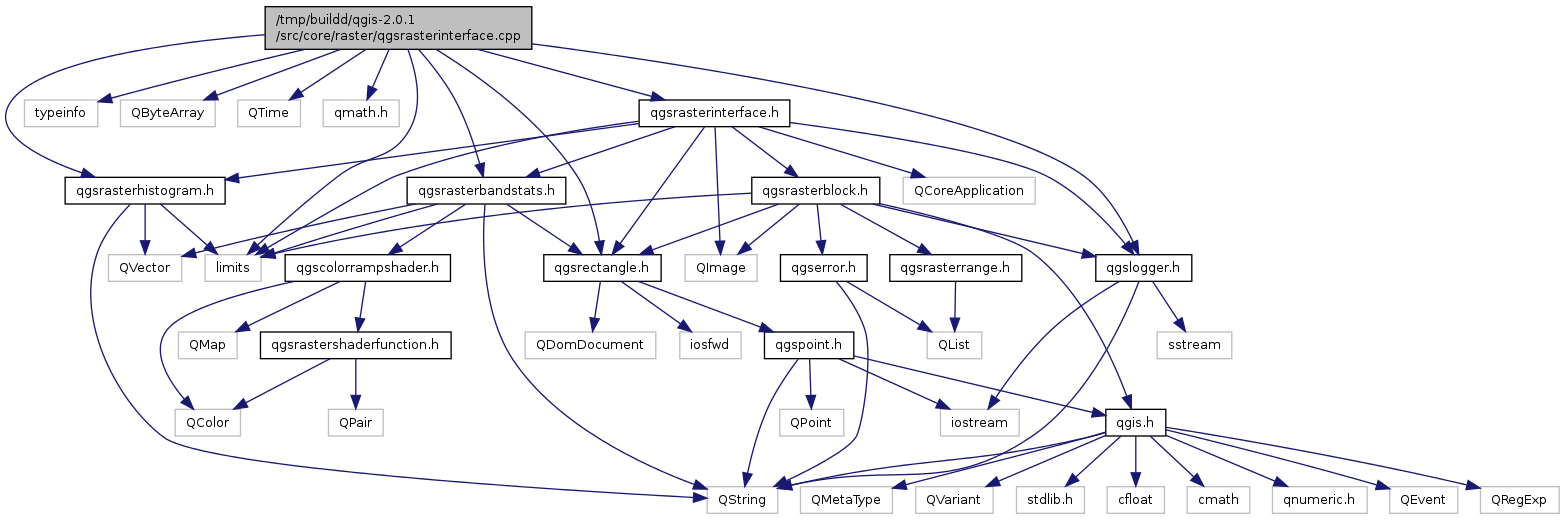 /tmp/buildd/qgis-2.0.1
/src/core/raster/qgsrasterinterface.cpp
typeinfo
QByteArray
QTime
qmath.h
qgsrasterinterface.h
qgsrasterhistogram.h
qgsrasterbandstats.h
qgsrasterblock.h
QCoreApplication
QVector
limits
qgscolorrampshader.h
qgsrectangle.h
QImage
qgserror.h
qgsrasterrange.h
qgslogger.h
QMap
qgsrastershaderfunction.h
QDomDocument
iosfwd
qgspoint.h
QList
sstream
QColor
QPair
QPoint
iostream
qgis.h
QString
QMetaType
QVariant
stdlib.h
cfloat
cmath
qnumeric.h
QEvent
QRegExp